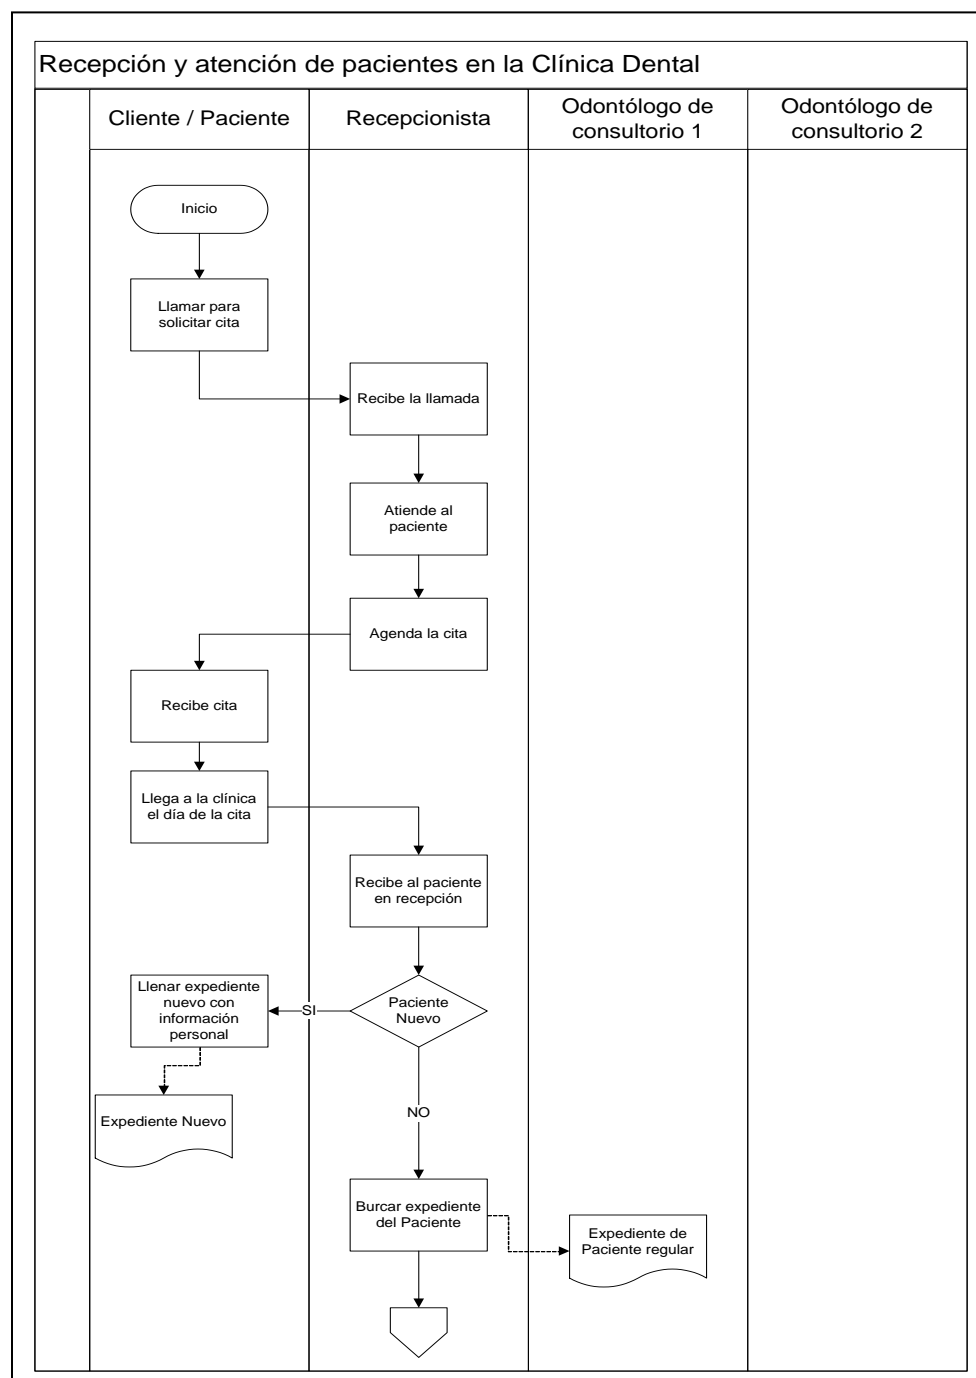 Recepción y atención de pacientes en la Clínica Dental
Cliente / Paciente
Recepcionista
Odontólogo de
consultorio 1
Odontólogo de
consultorio 2
Inicio
Llamar para
solicitar cita
Recibe la llamada
Atiende al
paciente
Agenda la cita
Recibe cita
Llega a la clínica
el día de la cita
Recibe al paciente
en recepción
Paciente
Nuevo
SI
Llenar expediente
nuevo con
información
personal
Expediente Nuevo
NO
Burcar expediente
del Paciente
Expediente de
Paciente regular